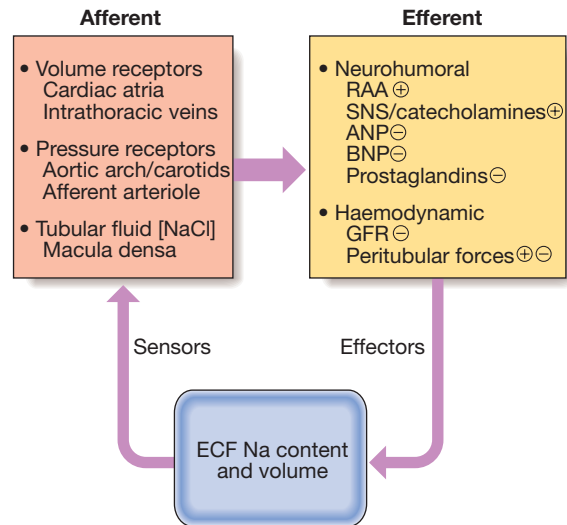 Afferent
• Volume receptors
Cardiac atria
Intrathoracic veins
• Pressure receptors
Aortic arch/carotids
Afferent arteriole
• Tubular fluid [NaCl]
Macula densa
Efferent
• Neurohumoral
RAA ⊕
SNS/catecholamines ⊕
ANP ⊖
BNP ⊖
Prostaglandins ⊖
• Haemodynamic
GFR ⊖
Peritubular forces ⊕ ⊖
Sensors
Effectors
ECF Na content
and volume